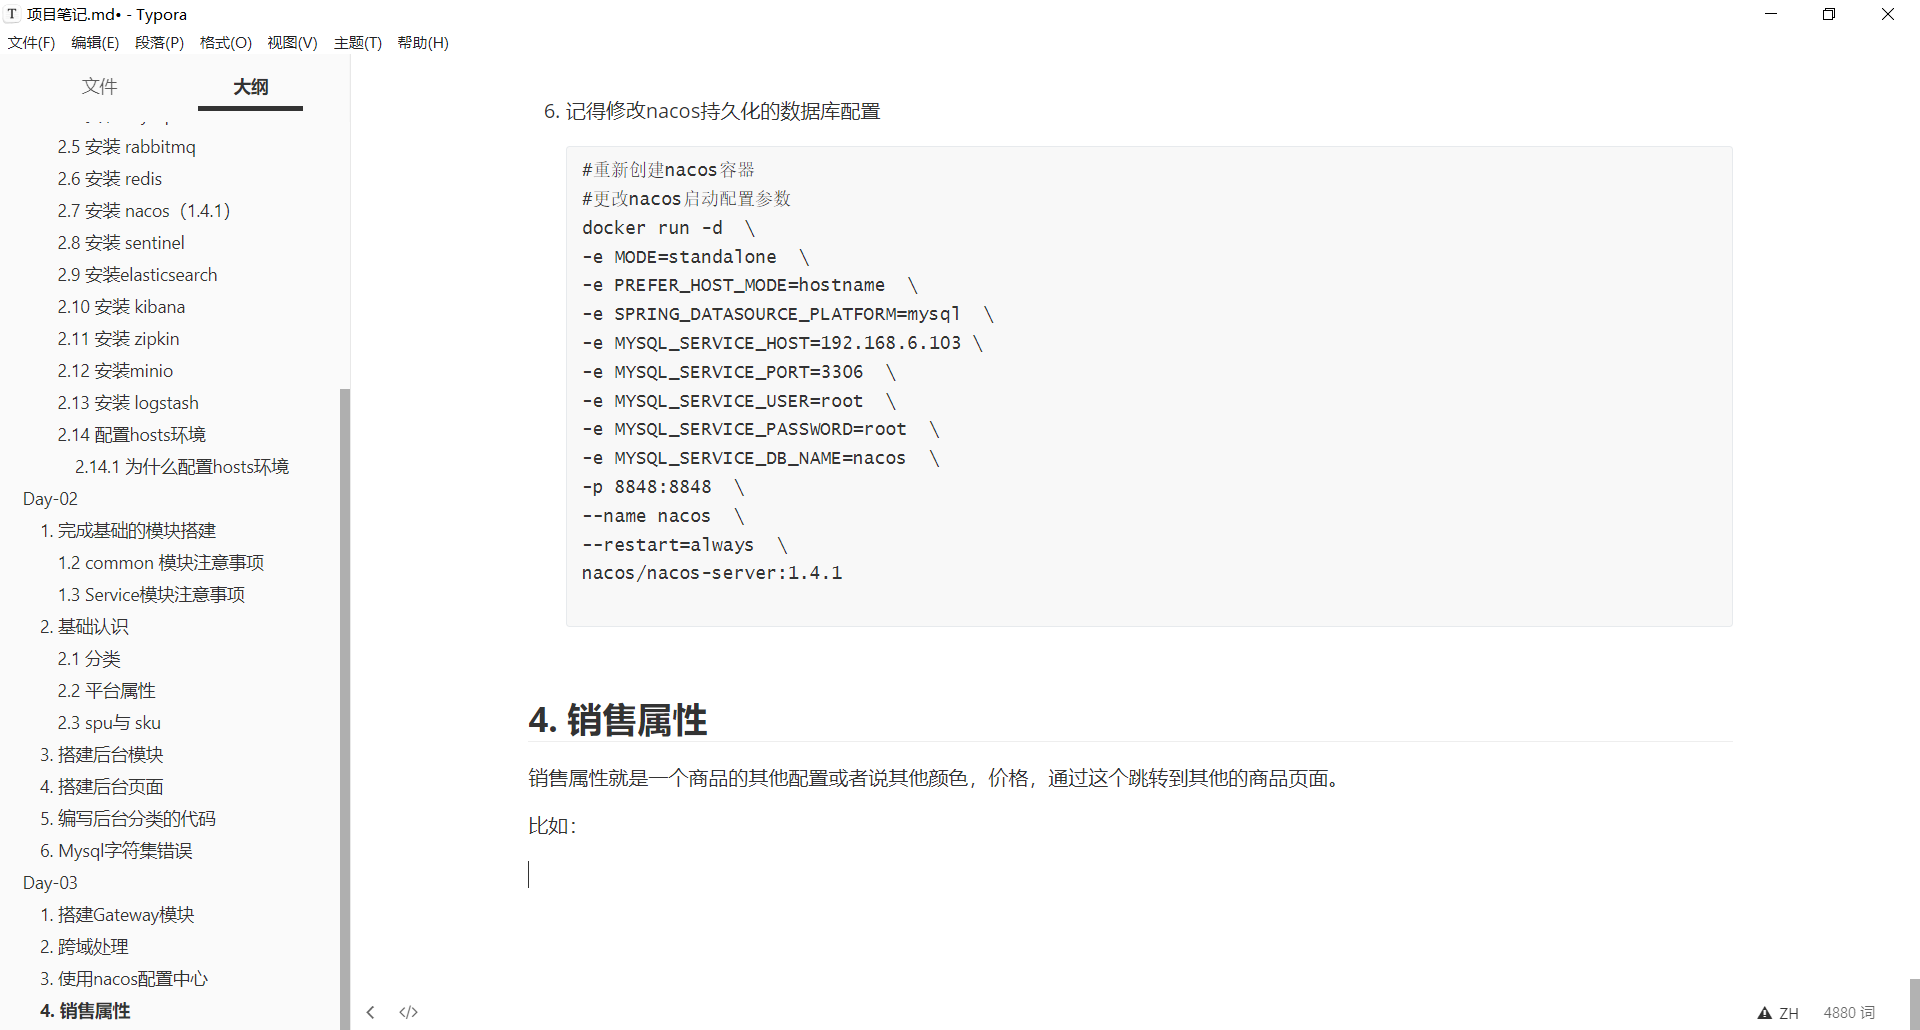 项目笔记.md• - Typora
文件(F) 编辑(E) 段落(P) 格式(O) 视图(V) 主题(T) 帮助(H)
文件 大纲
2.5 安装 rabbitmq
2.6 安装 redis
2.7 安装 nacos（1.4.1）
2.8 安装 sentinel
2.9 安装elasticsearch
2.10 安装 kibana
2.11 安装 zipkin
2.12 安装minio
2.13 安装 logstash
2.14 配置hosts环境
2.14.1 为什么配置hosts环境
Day-02
1. 完成基础的模块搭建
1.2 common 模块注意事项
1.3 Service模块注意事项
2. 基础认识
2.1 分类
2.2 平台属性
2.3 spu与 sku
3. 搭建后台模块
4. 搭建后台页面
5. 编写后台分类的代码
6. Mysql字符集错误
Day-03
1. 搭建Gateway模块
2. 跨域处理
3. 使用nacos配置中心
4. 销售属性
6. 记得修改nacos持久化的数据库配置
#重新创建nacos容器
#更改nacos启动配置参数
docker run -d  \
-e MODE=standalone  \
-e PREFER_HOST_MODE=hostname  \
-e SPRING_DATASOURCE_PLATFORM=mysql  \
-e MYSQL_SERVICE_HOST=192.168.6.103 \
-e MYSQL_SERVICE_PORT=3306  \
-e MYSQL_SERVICE_USER=root  \
-e MYSQL_SERVICE_PASSWORD=root  \
-e MYSQL_SERVICE_DB_NAME=nacos  \
-p 8848:8848  \
--name nacos  \
--restart=always  \
nacos/nacos-server:1.4.1
4. 销售属性
销售属性就是一个商品的其他配置或者说其他颜色，价格，通过这个跳转到其他的商品页面。
比如：
ZH 4880 词